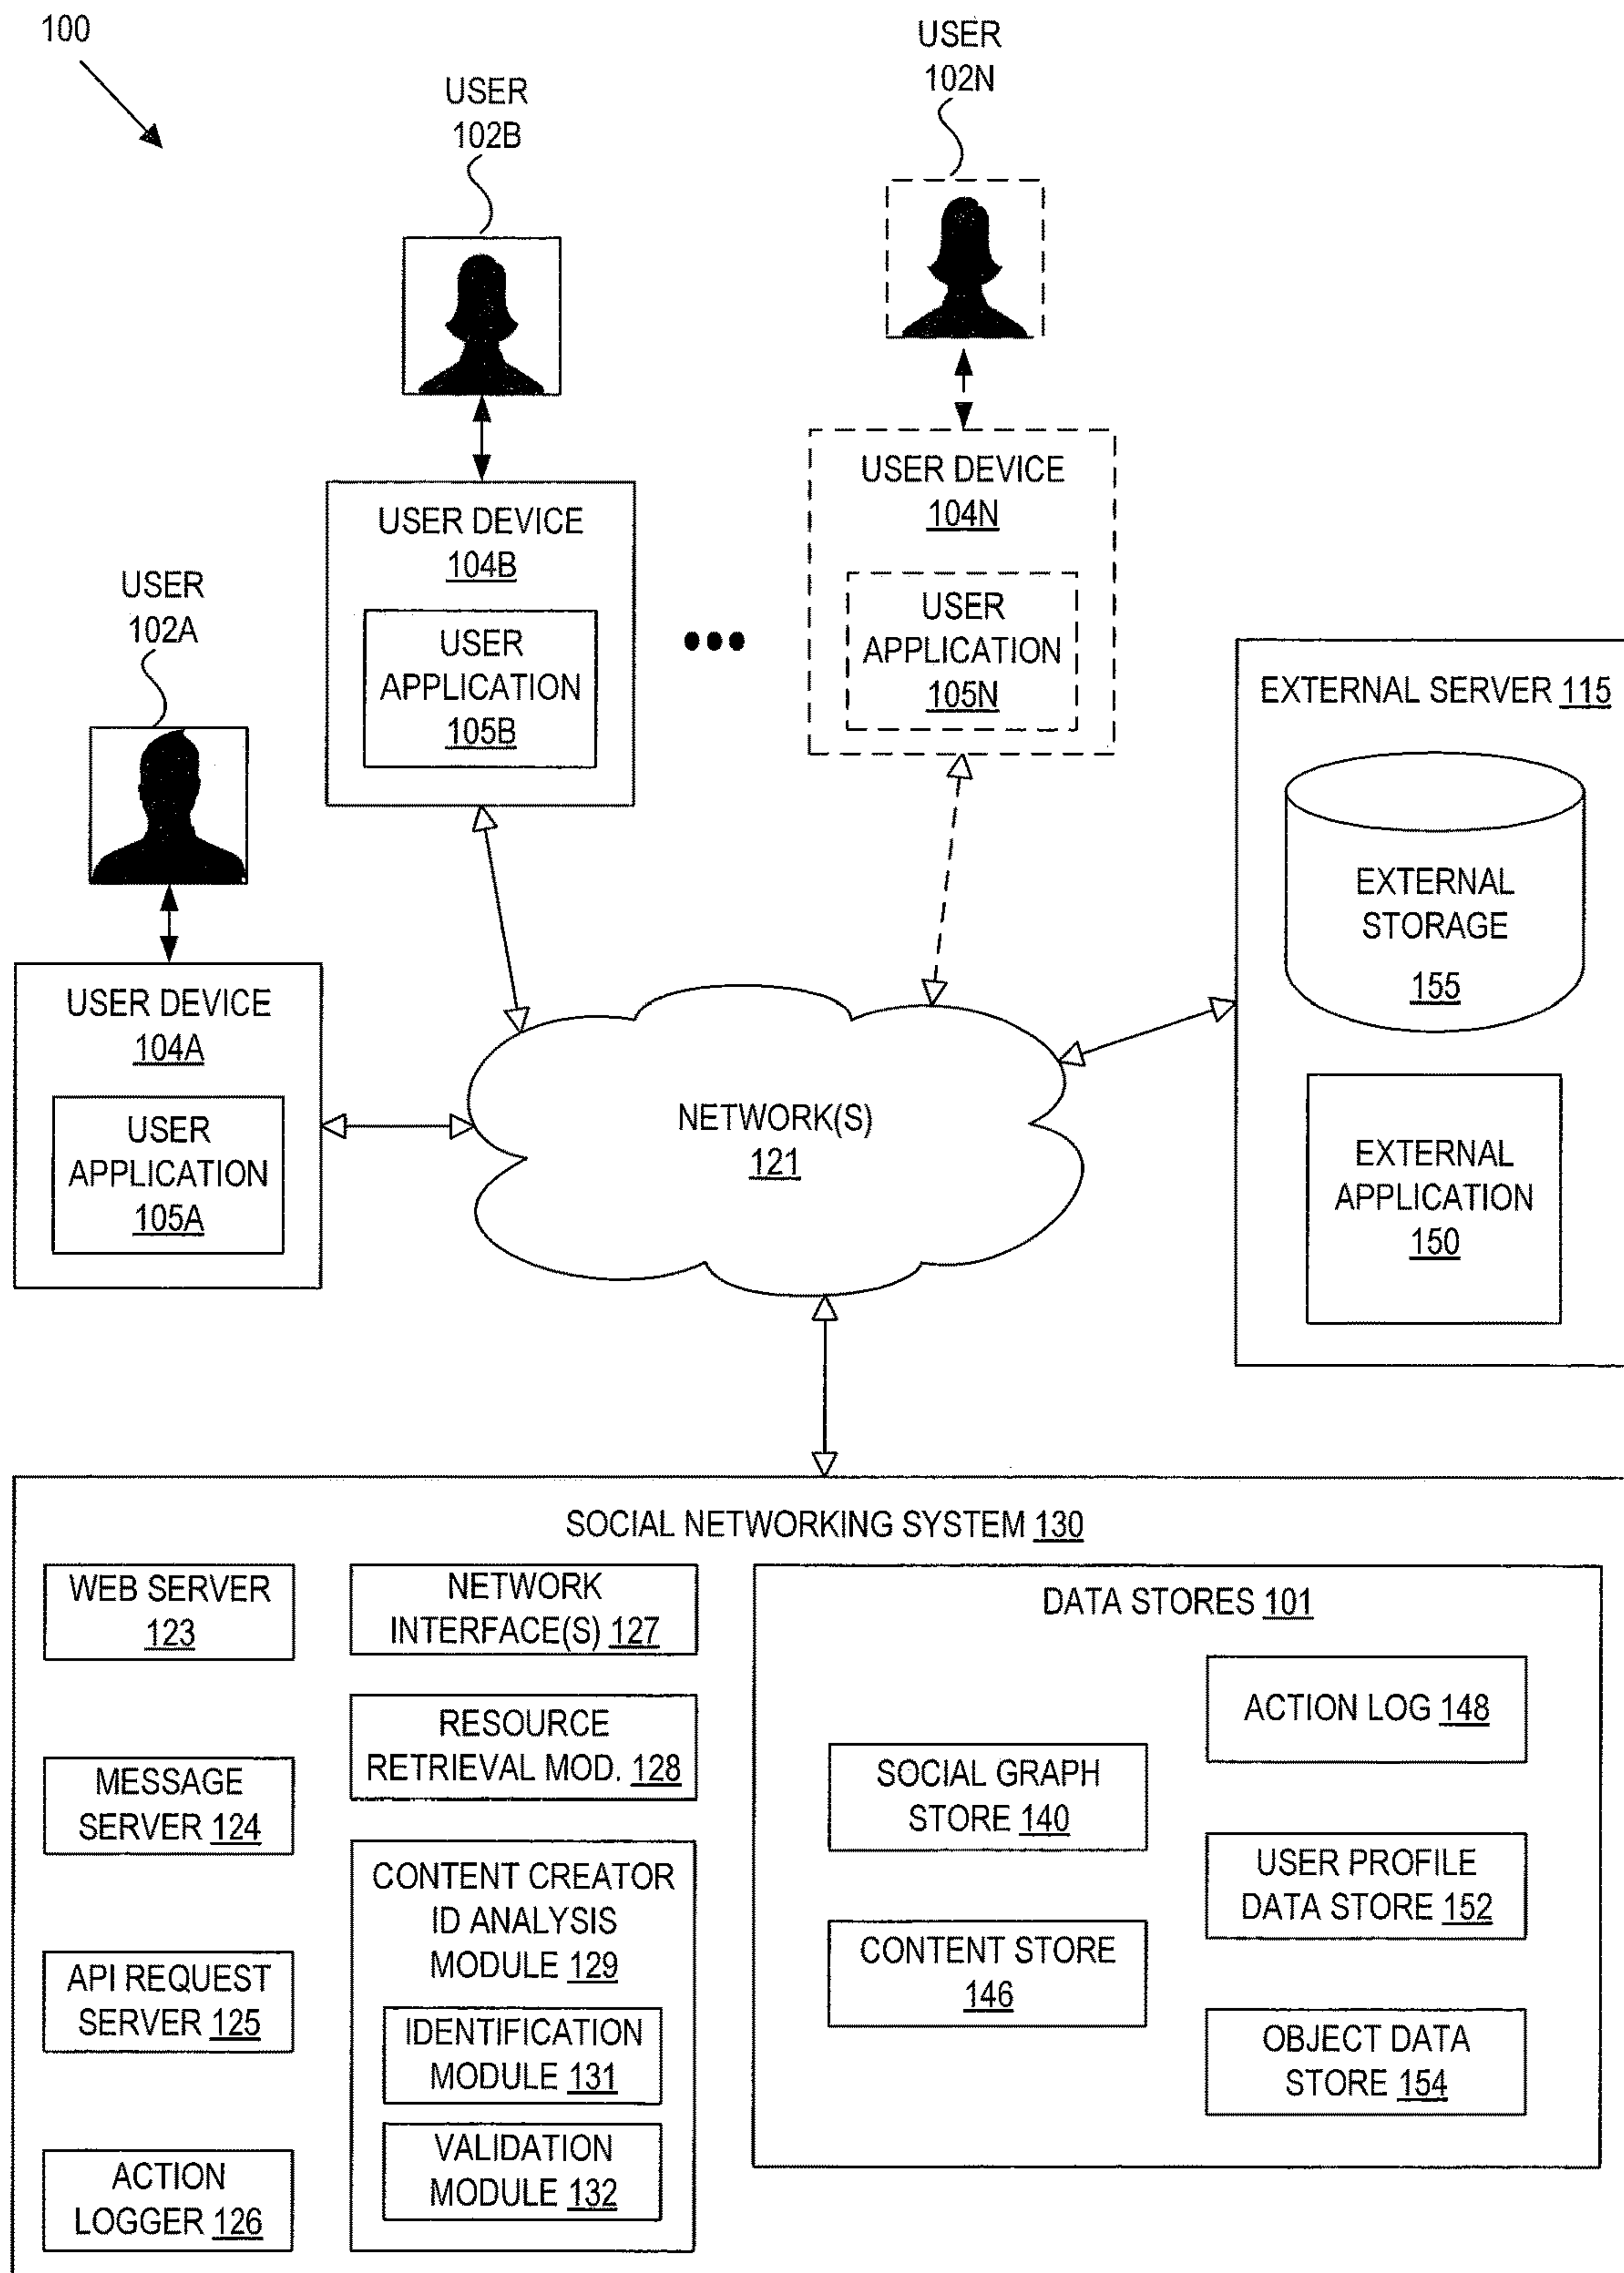 100
USER
102N
USER
102B
USER DEVICE
104N
USER
APPLICATION
105N
USER DEVICE
104B
USER
APPLICATION
105B
USER
102A
EXTERNAL SERVER 115
EXTERNAL
STORAGE
155
USER DEVICE
104A
USER
APPLICATION
105A
NETWORK(S)
121
EXTERNAL
APPLICATION
150
SOCIAL NETWORKING SYSTEM 130
WEB SERVER
123
MESSAGE
SERVER 124
API REQUEST
SERVER 125
ACTION
LOGGER 126
NETWORK
INTERFACE(S) 127
RESOURCE
RETRIEVAL MOD. 128
CONTENT CREATOR
ID ANALYSIS
MODULE 129
IDENTIFICATION
MODULE 131
VALIDATION
MODULE 132
DATA STORES 101
SOCIAL GRAPH
STORE 140
CONTENT STORE
146
ACTION LOG 148
USER PROFILE
DATA STORE 152
OBJECT DATA
STORE 154